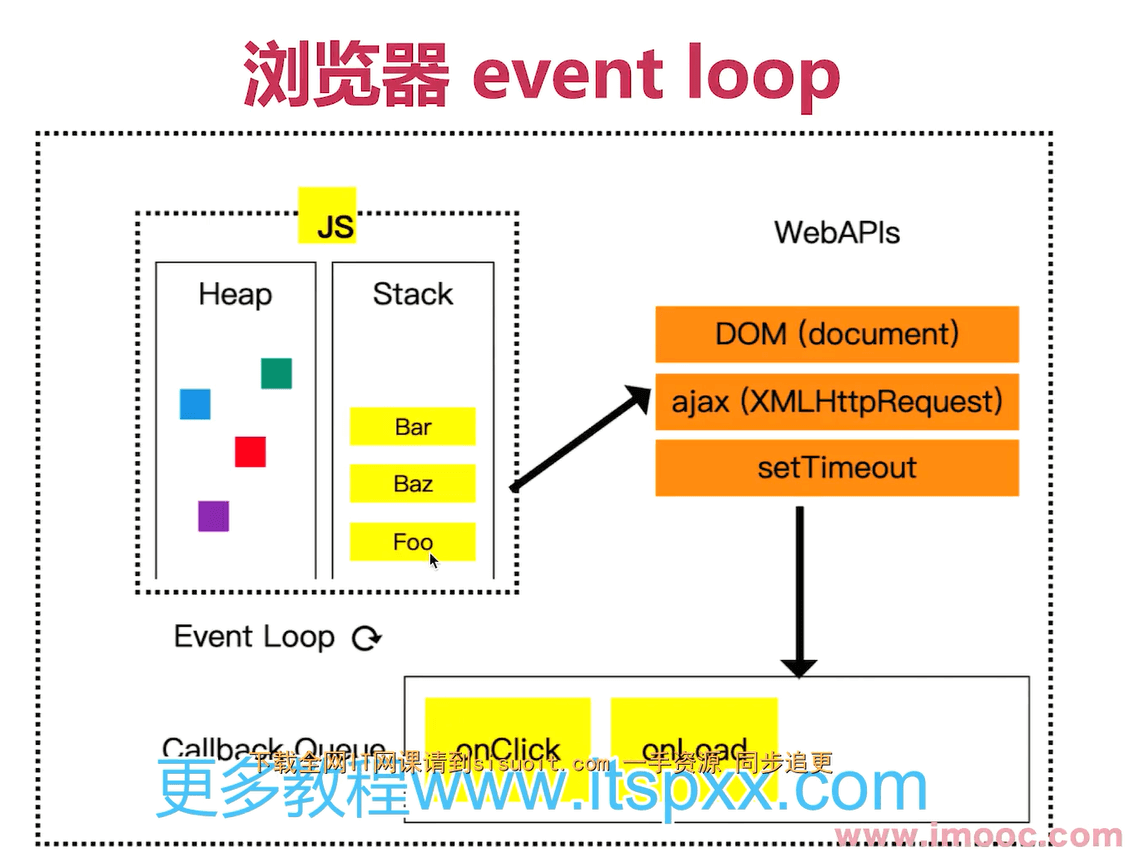 浏览器 event loop
JS
WebAPIs
Heap
Stack
DOM (document)
ajax (XMLHttpRequest)
setTimeout
Bar
Baz
Foo
Event Loop
Callback Queue
onClick
onLoad
下载全网IT网课请到sisuoit.com 一手资源 同步追更
更多教程www.itspxx.com
www.imooc.com